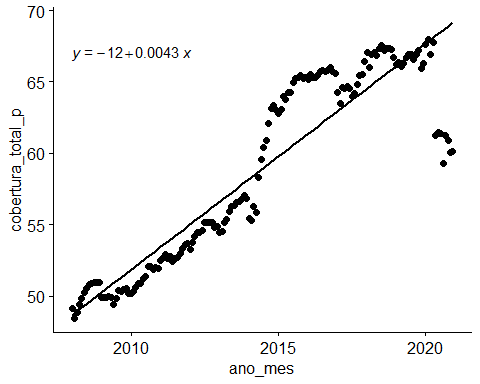 70
y = −12+0.0043 x
65
60
55
50
cobertura_total_p
2010 2015 2020
ano_mes